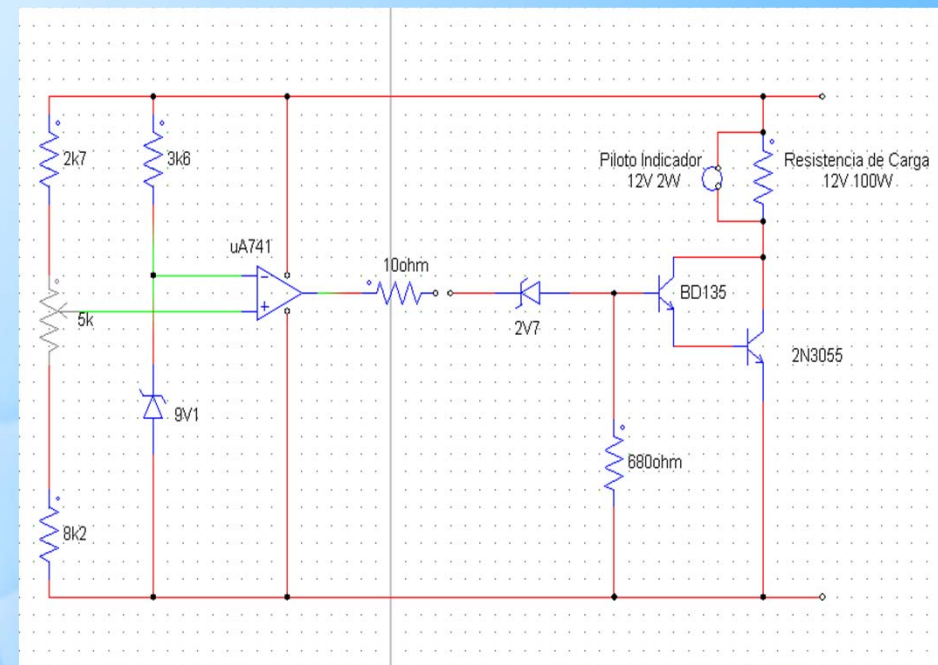 2k7
3k6
Piloto Indicador
12V 2W
Resistencia de Carga
12V 100W
uA741
10ohm
5k
2V7
BD135
2N3055
9V1
680ohm
8k2